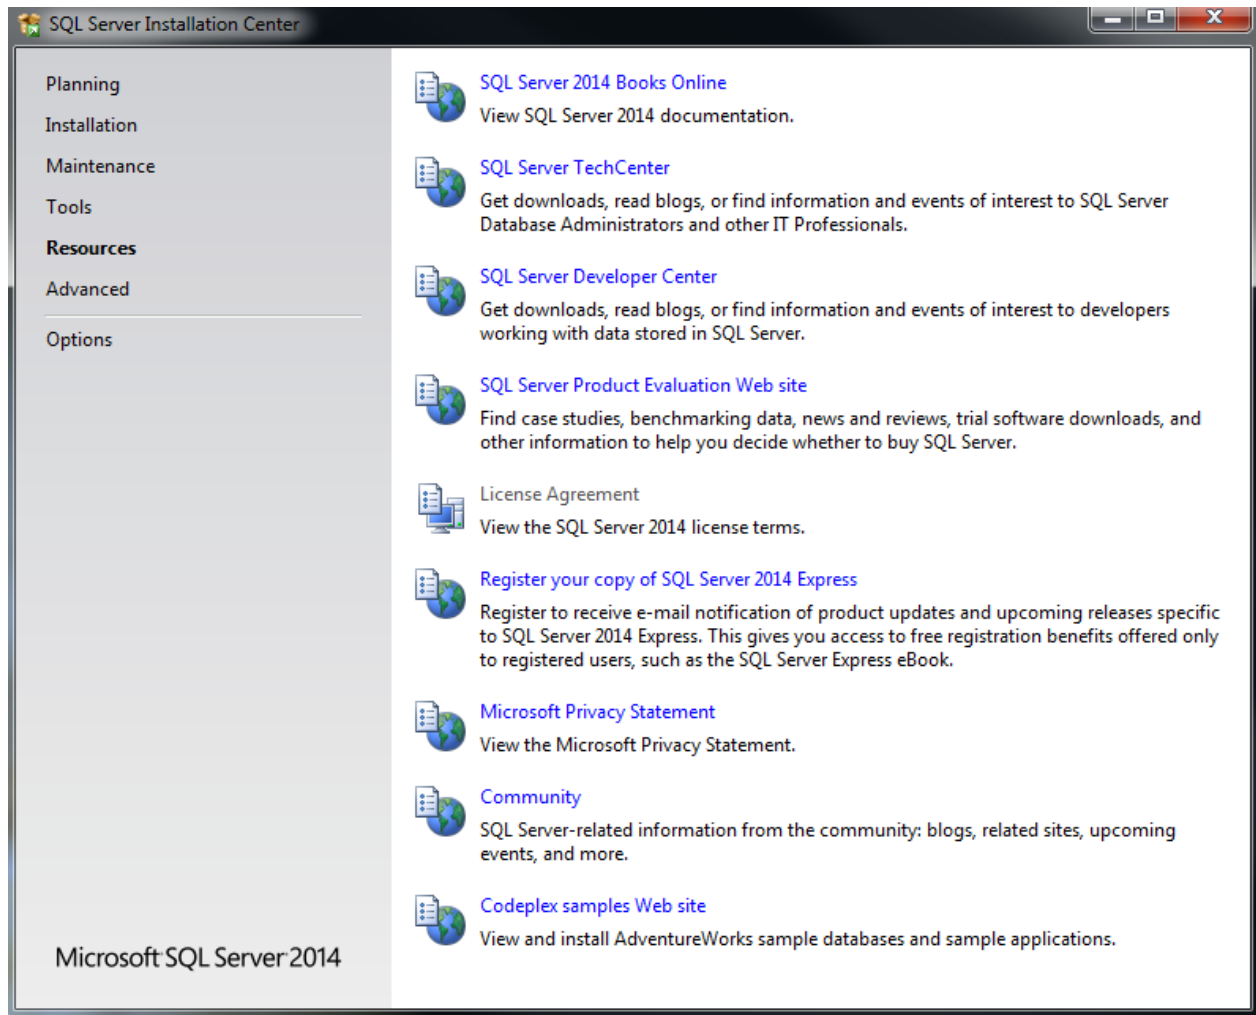 SQL Server Installation Center
Planning
Installation
Maintenance
Tools
Resources
Advanced
Options
Microsoft SQL Server 2014
SQL Server 2014 Books Online
View SQL Server 2014 documentation.
SQL Server TechCenter
Get downloads, read blogs, or find information and events of interest to SQL Server
Database Administrators and other IT Professionals.
SQL Server Developer Center
Get downloads, read blogs, or find information and events of interest to developers
working with data stored in SQL Server.
SQL Server Product Evaluation Web site
Find case studies, benchmarking data, news and reviews, trial software downloads, and
other information to help you decide whether to buy SQL Server.
License Agreement
View the SQL Server 2014 license terms.
Register your copy of SQL Server 2014 Express
Register to receive e-mail notification of product updates and upcoming releases specific
to SQL Server 2014 Express. This gives you access to free registration benefits offered only
to registered users, such as the SQL Server Express eBook.
Microsoft Privacy Statement
View the Microsoft Privacy Statement.
Community
SQL Server-related information from the community: blogs, related sites, upcoming
events, and more.
Codeplex samples Web site
View and install AdventureWorks sample databases and sample applications.